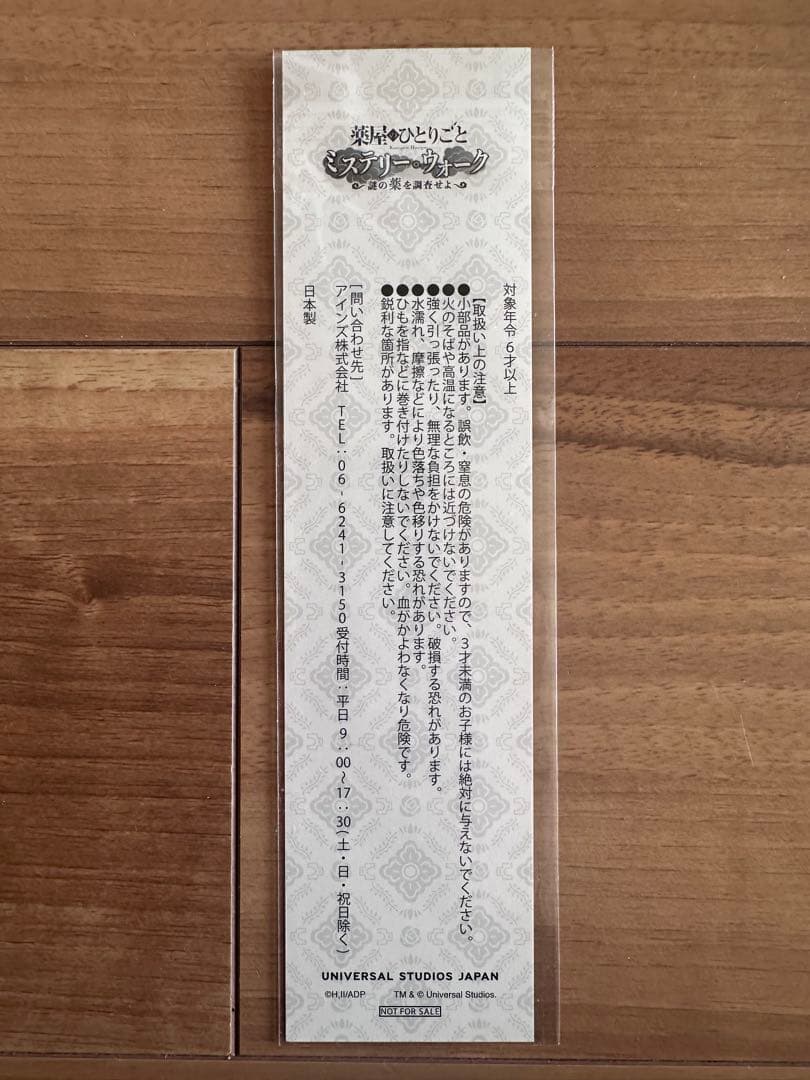 薬屋のひとりごと
ミステリー・ウォーク
～謎の薬を調査せよ～
対象年令6才以上
【取扱い上の注意】
●小部品があります。誤飲・窒息の危険がありますので、3才未満のお子様には絶対に与えないでください。
●火のそばや高温になるところには近づけないでください。
●強く引っ張ったり、無理な負担をかけないでください。破損する恐れがあります。
●水濡れ、摩擦などにより色落ちや色移りする恐れがあります。
●ひもを指などに巻き付けたりしないでください。血がかよわなくなり危険です。
●鋭利な箇所があります。取扱いに注意してください。
［問い合わせ先］
アインズ株式会社 TEL：06-6241-3150 受付時間：平日 9：00～17：30(土・日・祝日除く)
日本製
UNIVERSAL STUDIOS JAPAN
©H,II/ADP TM & © Universal Studios.
NOT FOR SALE